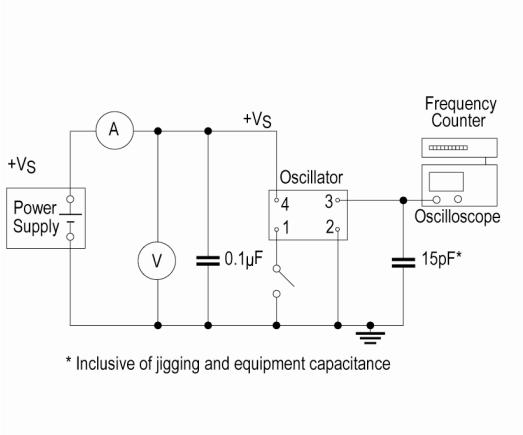 Frequency
Counter
+VS
A
+VS
Oscillator
Power
Supply
4
3
1
2
Oscilloscope
V
0.1µF
15pF*
* Inclusive of jigging and equipment capacitance